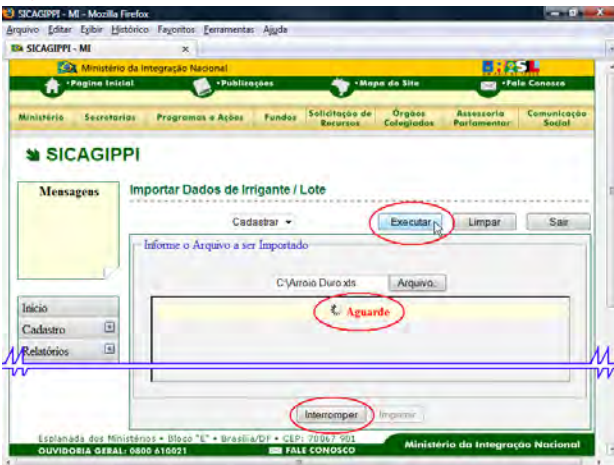 SICAGIPPI - MI - Mozilla Firefox
Arquivo Editar Exibir Histórico Favoritos Ferramentas Ajuda
SICAGIPPI - MI
Ministério da Integração Nacional
BRASIL
•Pagina Inicial •Publicações •Mapa do Site •Fale Conosco
Ministério Secretarias Programas e Ações Fundos Solicitação de Recursos Órgãos Colegiados Assessoria Parlamentar Comunicação Social
SICAGIPPI
Mensagens
Importar Dados de Irrigante / Lote
Cadastrar Executar Limpar Sair
Informe o Arquivo a ser Importado
C:\Arroio Duro.xls Arquivo.
Aguarde
Início
Cadastro
Relatórios
Interromper Imprimir
Esplanada dos Ministérios • Bloco "E" • Brasília/DF • CEP: 70067 901
OUVIDORIA GERAL: 0800 610021 FALE CONOSCO
Ministério da Integração Nacional